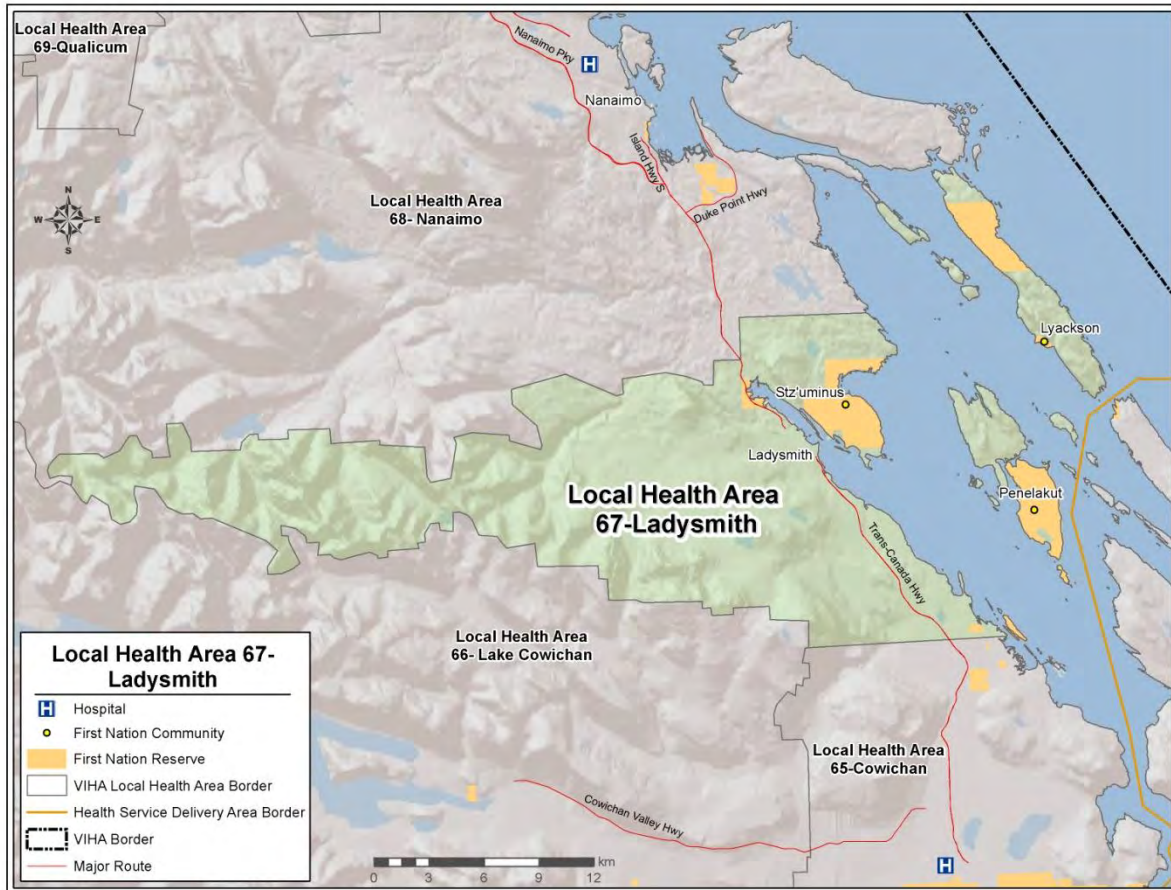 Local Health Area
69-Qualicum
Nanaimo Pky
H
Nanaimo
Island Hwy S
Duke Point Hwy
N
W E
S
Local Health Area
68- Nanaimo
Lyackson
Stz'uminus
Ladysmith
Local Health Area
67-Ladysmith
Penelakut
Trans-Canada Hwy
Local Health Area
66- Lake Cowichan
Local Health Area
65-Cowichan
Cowichan Valley Hwy
H
Local Health Area 67-
Ladysmith
H Hospital
First Nation Community
First Nation Reserve
VIHA Local Health Area Border
Health Service Delivery Area Border
VIHA Border
Major Route
km
0 3 6 9 12